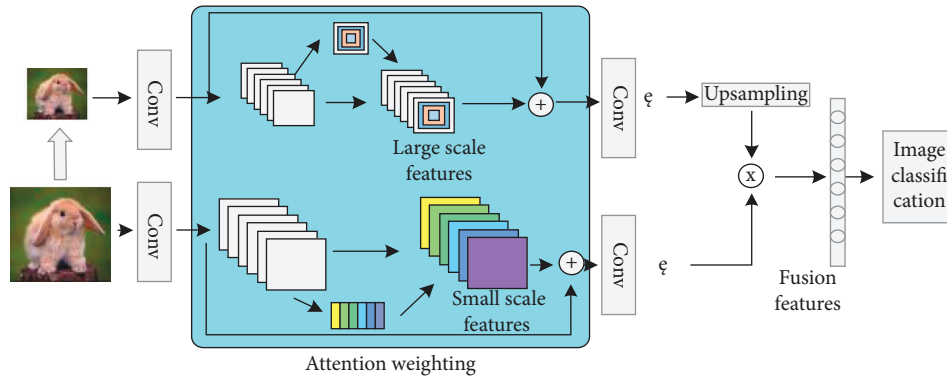 Conv
Large scale
features
+
Conv
ę
Upsampling
x
Image
classifi
cation
Conv
Small scale
features
+
Conv
ę
Fusion
features
Attention weighting